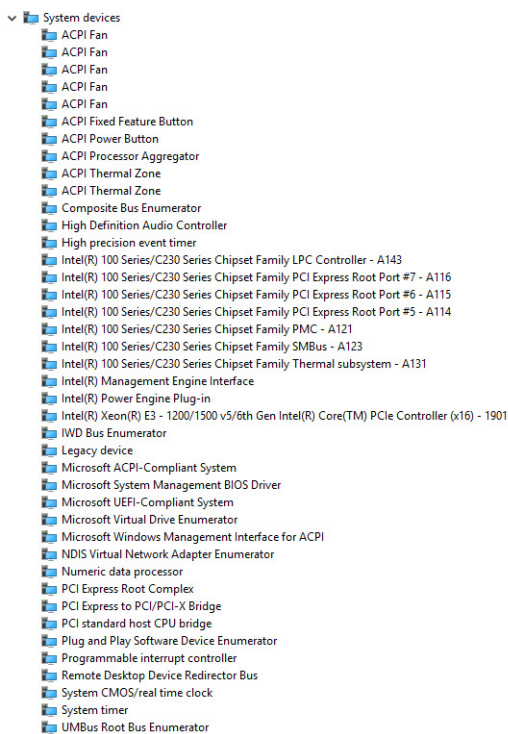 System devices
ACPI Fan
ACPI Fan
ACPI Fan
ACPI Fan
ACPI Fan
ACPI Fixed Feature Button
ACPI Power Button
ACPI Processor Aggregator
ACPI Thermal Zone
ACPI Thermal Zone
Composite Bus Enumerator
High Definition Audio Controller
High precision event timer
Intel(R) 100 Series/C230 Series Chipset Family LPC Controller - A143
Intel(R) 100 Series/C230 Series Chipset Family PCI Express Root Port #7 - A116
Intel(R) 100 Series/C230 Series Chipset Family PCI Express Root Port #6 - A115
Intel(R) 100 Series/C230 Series Chipset Family PCI Express Root Port #5 - A114
Intel(R) 100 Series/C230 Series Chipset Family PMC - A121
Intel(R) 100 Series/C230 Series Chipset Family SMBus - A123
Intel(R) 100 Series/C230 Series Chipset Family Thermal subsystem - A131
Intel(R) Management Engine Interface
Intel(R) Power Engine Plug-in
Intel(R) Xeon(R) E3 - 1200/1500 v5/6th Gen Intel(R) Core(TM) PCIe Controller (x16) - 1901
IWD Bus Enumerator
Legacy device
Microsoft ACPI-Compliant System
Microsoft System Management BIOS Driver
Microsoft UEFI-Compliant System
Microsoft Virtual Drive Enumerator
Microsoft Windows Management Interface for ACPI
NDIS Virtual Network Adapter Enumerator
Numeric data processor
PCI Express Root Complex
PCI Express to PCI/PCI-X Bridge
PCI standard host CPU bridge
Plug and Play Software Device Enumerator
Programmable interrupt controller
Remote Desktop Device Redirector Bus
System CMOS/real time clock
System timer
UMBus Root Bus Enumerator